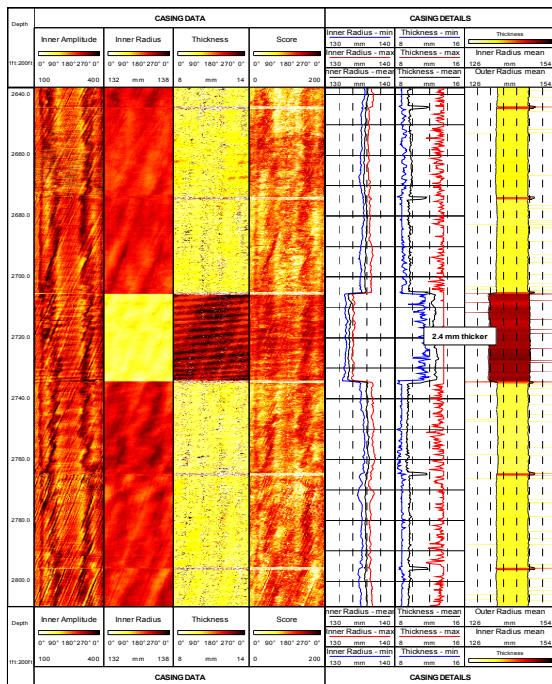 CASING DATA CASING DETAILS
Depth
Inner Amplitude Inner Radius Thickness Score
Inner Radius - min Thickness - min Thickness
130 mm 140 8 mm 16
0° 90° 180° 270° 0° 0° 90° 180° 270° 0° 0° 90° 180° 270° 0° 0° 90° 180° 270° 0°
Inner Radius - max Thickness - max Inner Radius mean
130 mm 140 8 mm 16 126 mm 154
1ft:200ft
100 400 132 mm 138 8 mm 14 0 200
Inner Radius - mean Thickness - mean Outer Radius mean
130 mm 140 8 mm 16 126 mm 154
2640.0
2660.0
2680.0
2700.0
2720.0
2.4 mm thicker
2740.0
2760.0
2780.0
2800.0
Depth
Inner Amplitude Inner Radius Thickness Score
Inner Radius - mean Thickness - mean Outer Radius mean
130 mm 140 8 mm 16 126 mm 154
0° 90° 180° 270° 0° 0° 90° 180° 270° 0° 0° 90° 180° 270° 0° 0° 90° 180° 270° 0°
Inner Radius - max Thickness - max Inner Radius mean
130 mm 140 8 mm 16 126 mm 154
1ft:200ft
100 400 132 mm 138 8 mm 14 0 200
Inner Radius - min Thickness - min Thickness
130 mm 140 8 mm 16
CASING DATA CASING DETAILS